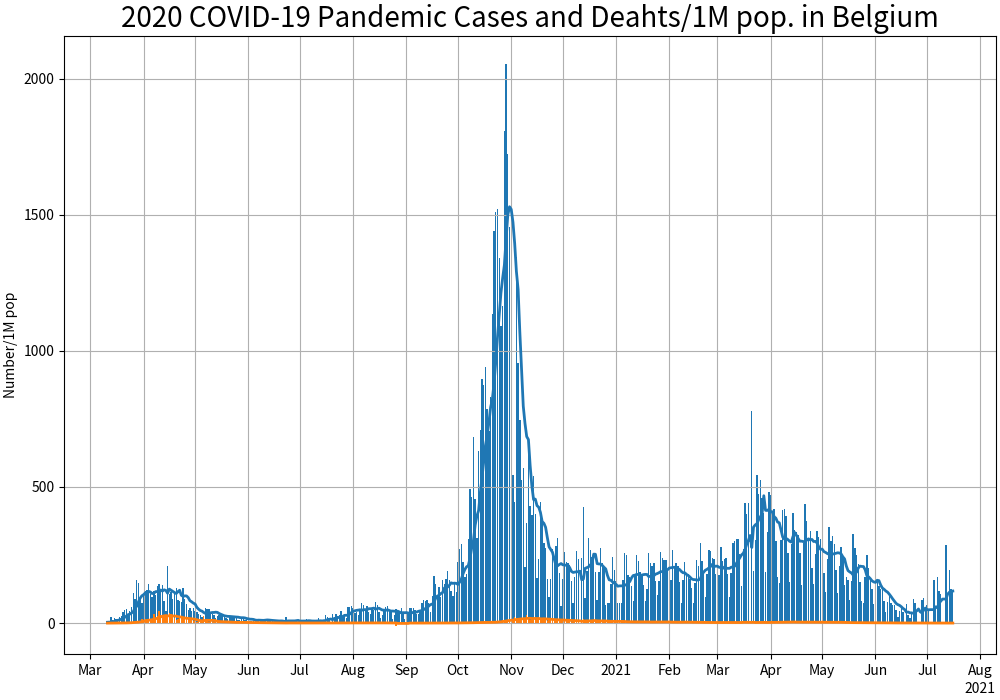 2020 COVID-19 Pandemic Cases and Deahts/1M pop. in Belgium
Number/1M pop
2000
1500
1000
500
0
Mar Apr May Jun Jul Aug Sep Oct Nov Dec 2021 Feb Mar Apr May Jun Jul Aug
2021